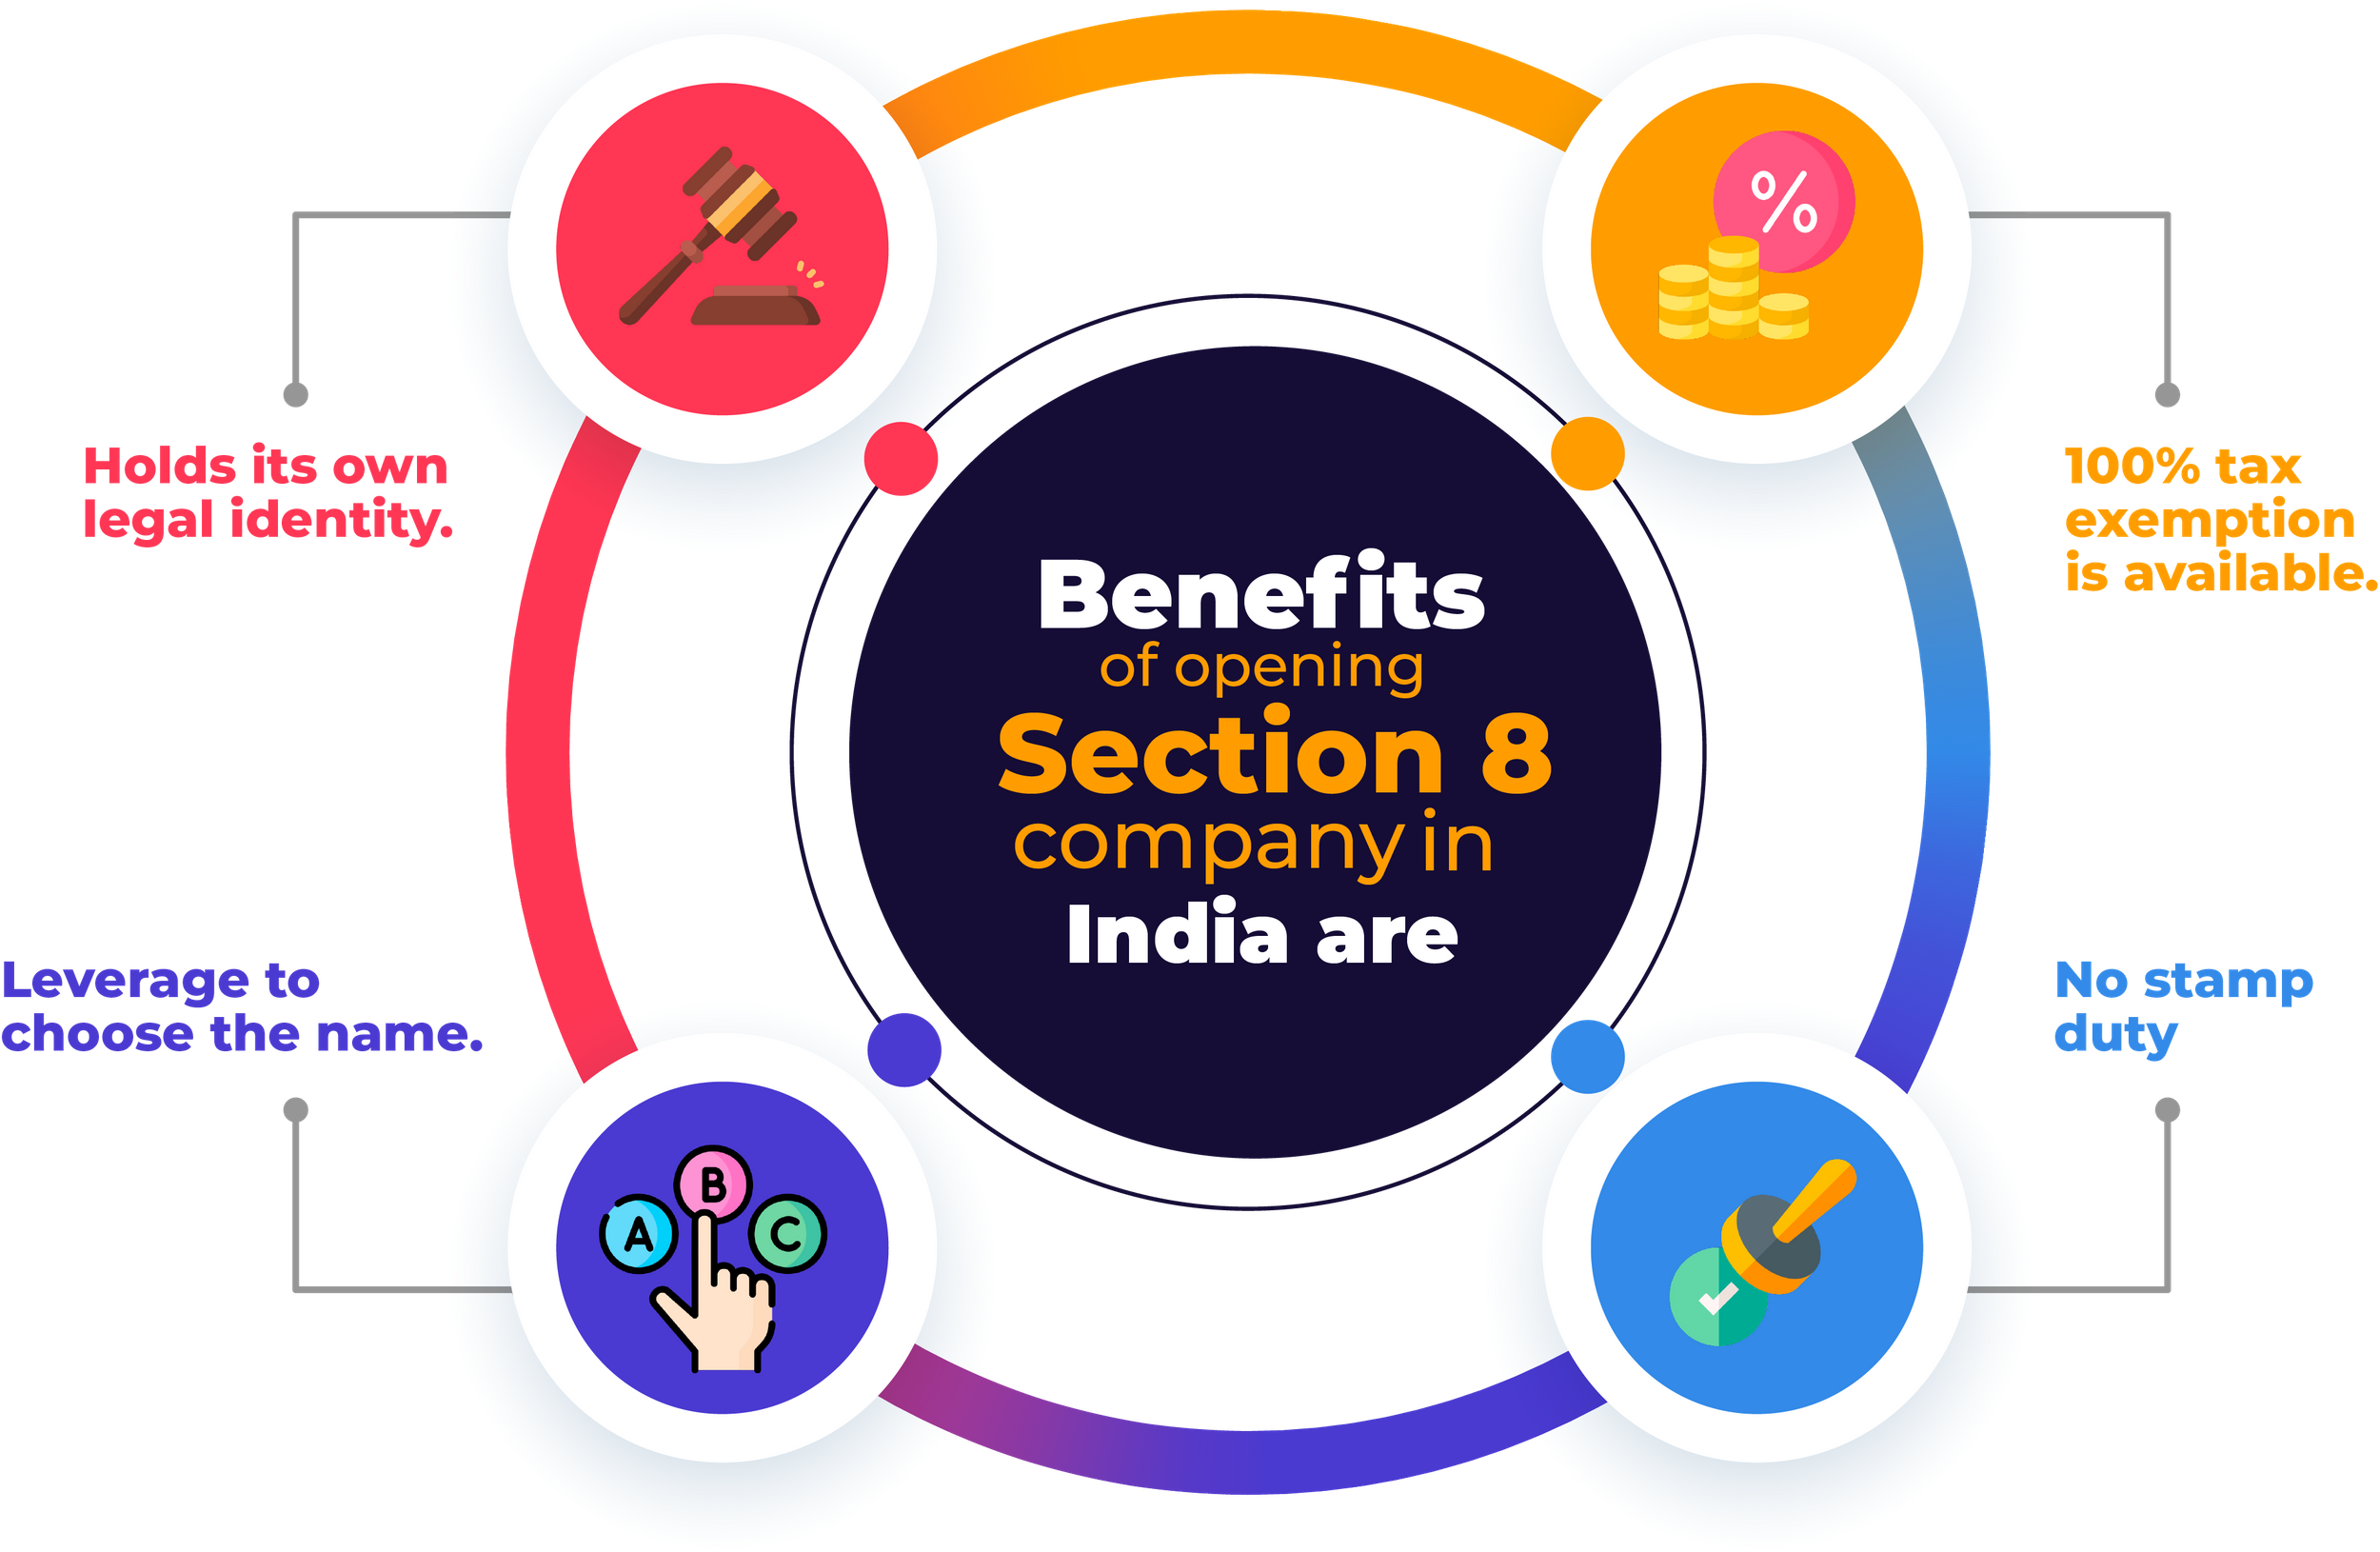 Holds its own
legal identity.
%
100% tax
exemption
is available.
Benefits
of opening
Section 8
company in
India are
Leverage to
choose the name.
A
B
C
No stamp
duty